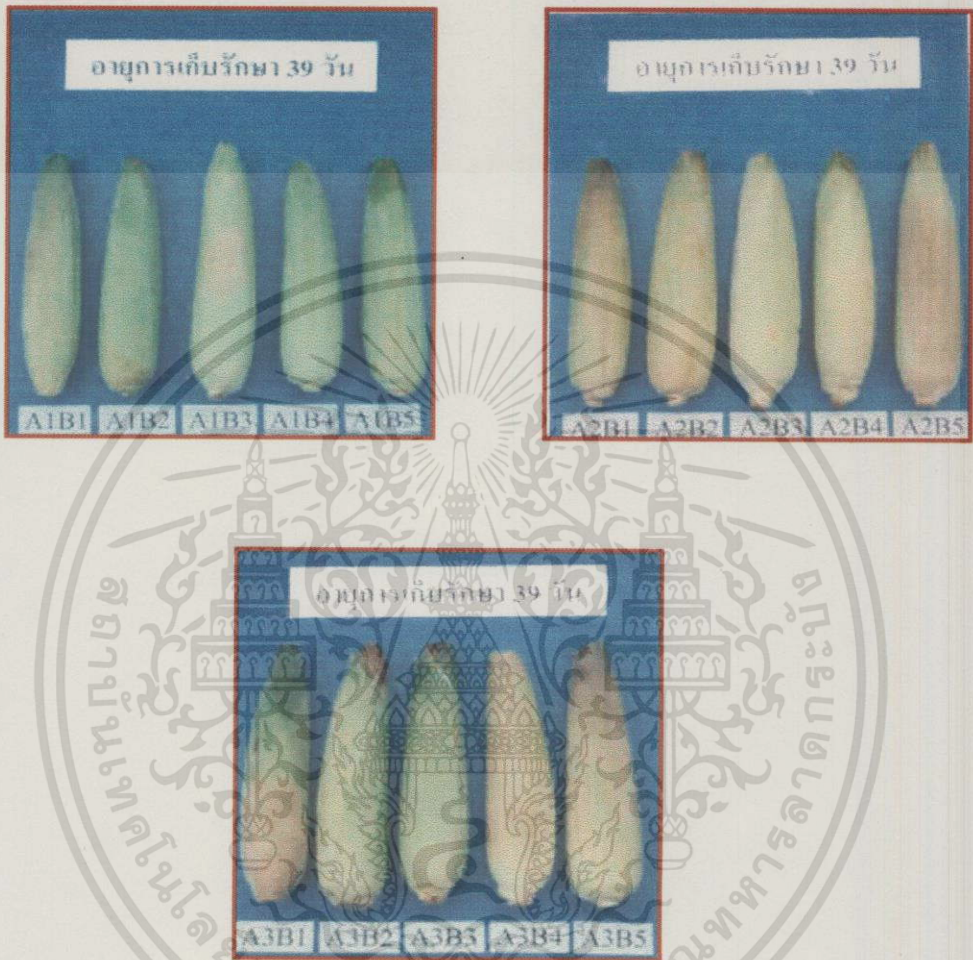 อายุการเก็บรักษา 39 วัน
A1B1 A1B2 A1B3 A1B4 A1B5
อายุการเก็บรักษา 39 วัน
A2B1 A2B2 A2B3 A2B4 A2B5
อายุการเก็บรักษา 39 วัน
A3B1 A3B2 A3B3 A3B4 A3B5